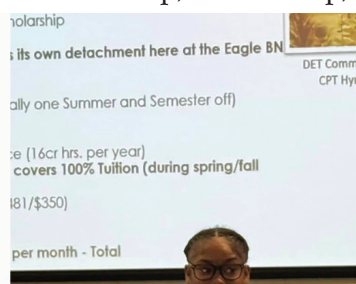 holarship
its own detachment here at the Eagle BN
DET Comm
CPT Hy
ally one Summer and Semester off)
ce (16cr hrs. per year)
covers 100% Tuition (during spring/fall
481/$350)
per month - Total